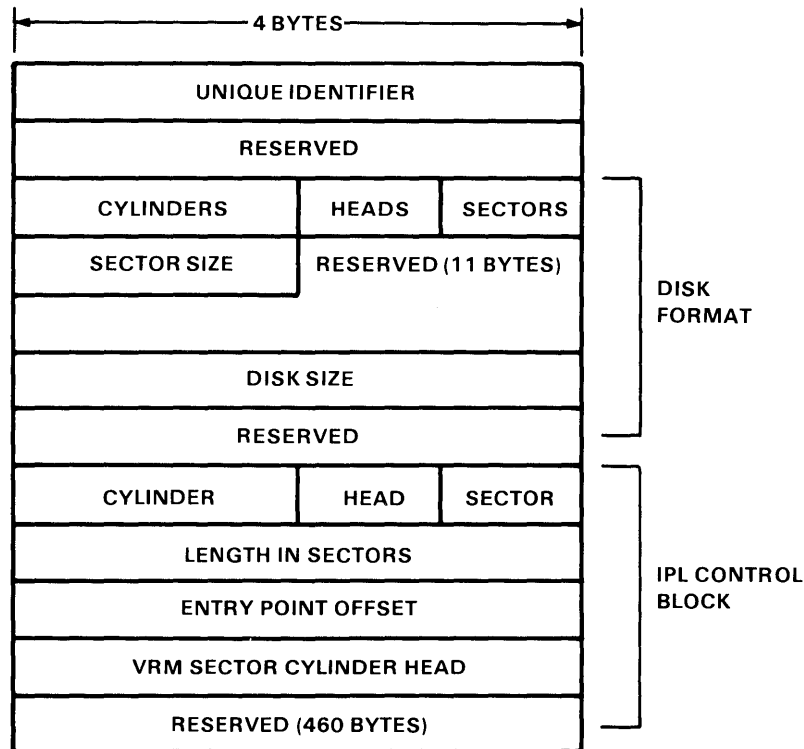 4 BYTES
UNIQUE IDENTIFIER
RESERVED
CYLINDERS HEADS SECTORS
SECTOR SIZE RESERVED (11 BYTES)
DISK
FORMAT
DISK SIZE
RESERVED
CYLINDER HEAD SECTOR
LENGTH IN SECTORS
IPL CONTROL
BLOCK
ENTRY POINT OFFSET
VRM SECTOR CYLINDER HEAD
RESERVED (460 BYTES)